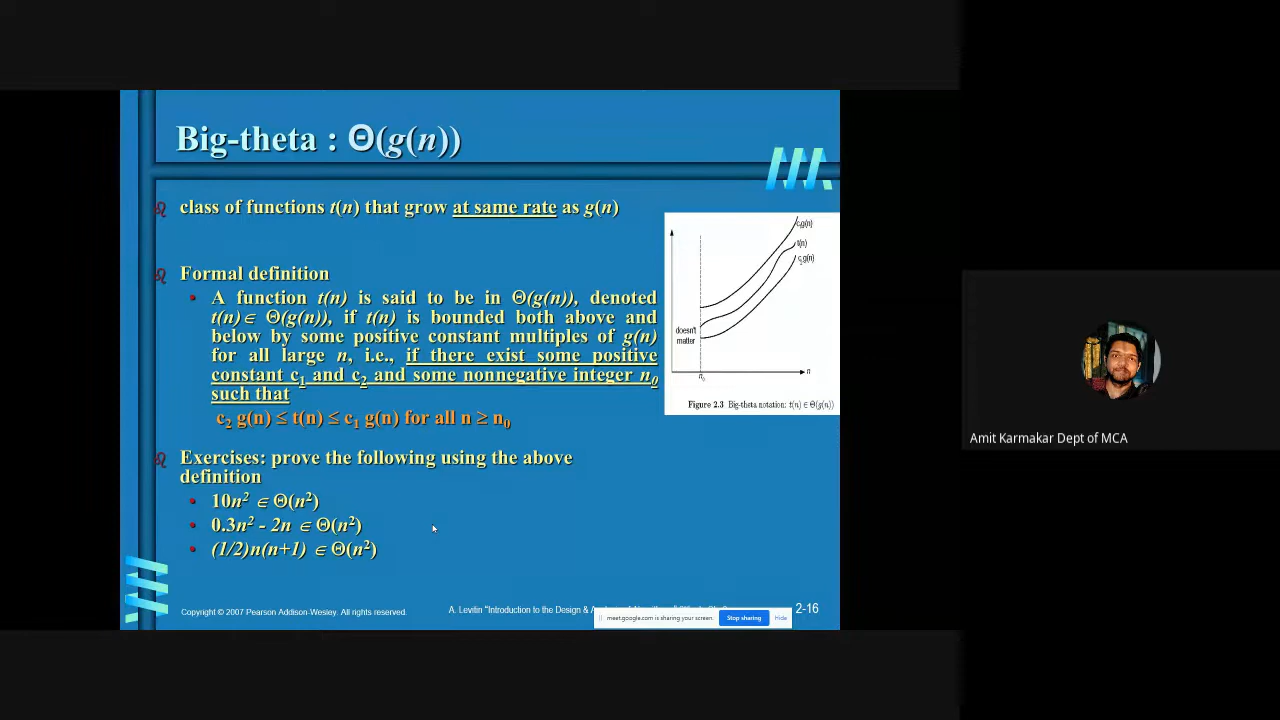 Big-theta : Θ(g(n))
class of functions t(n) that grow at same rate as g(n)
Formal definition
• A function t(n) is said to be in Θ(g(n)), denoted
t(n)∈ Θ(g(n)), if t(n) is bounded both above and
below by some positive constant multiples of g(n)
for all large n, i.e., if there exist some positive
constant c₁ and c₂ and some nonnegative integer n₀
such that
c₂ g(n) ≤ t(n) ≤ c₁ g(n) for all n ≥ n₀
Exercises: prove the following using the above
definition
• 10n² ∈ Θ(n²)
• 0.3n² - 2n ∈ Θ(n²)
• (1/2)n(n+1) ∈ Θ(n²)
c₁g(n)
t(n)
c₂g(n)
doesn't
matter
n₀
n
Figure 2.3 Big-theta notation: t(n) ∈ Θ(g(n))
Copyright © 2007 Pearson Addison-Wesley. All rights reserved.
A. Levitin "Introduction to the Design &
2-16
meet.google.com is sharing your screen.
Stop sharing
Hide
Amit Karmakar Dept of MCA